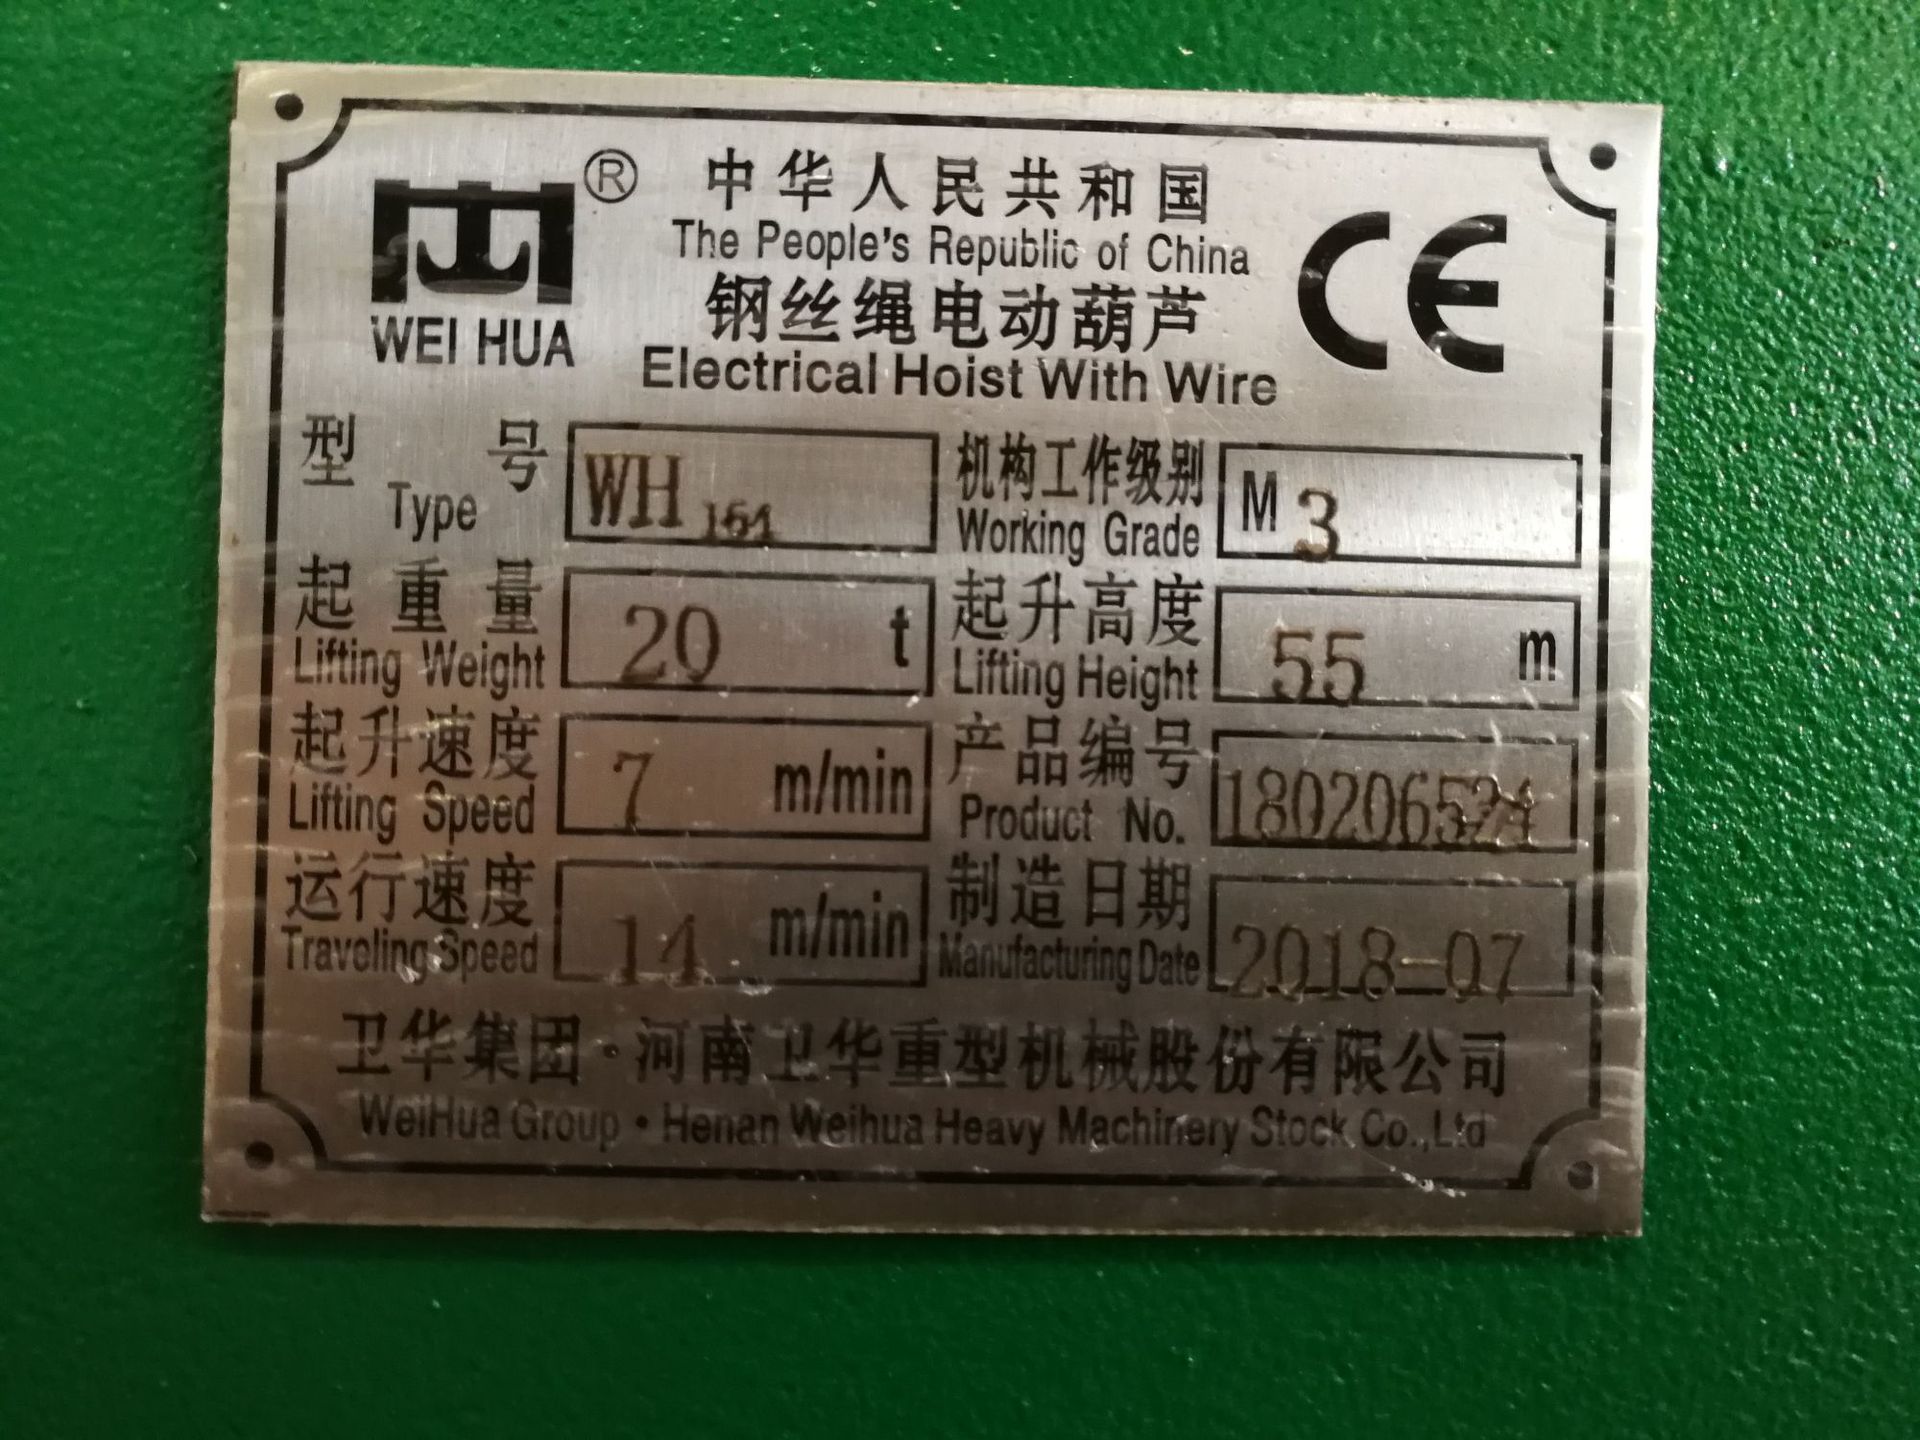 ®
WEI HUA
中华人民共和国
The People's Republic of China
钢丝绳电动葫芦
Electrical Hoist With Wire
CE
型号 WH 164 机构工作级别 M 3
Type Working Grade
起重量 20 t 起升高度 55 m
Lifting Weight Lifting Height
起升速度 7 m/min 产品编号
Lifting Speed Product No.
运行速度 14 m/min 制造日期 2018-07
Traveling Speed Manufacturing Date
卫华集团·河南卫华重型机械股份有限公司
WeiHua Group · Henan Weihua Heavy Machinery Stock Co.,Ltd